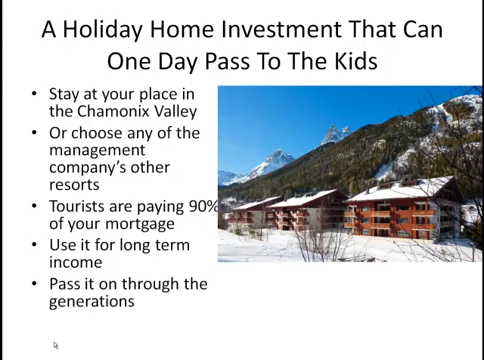 A Holiday Home Investment That Can
One Day Pass To The Kids
• Stay at your place in
the Chamonix Valley
• Or choose any of the
management
company's other
resorts
• Tourists are paying 90%
of your mortgage
• Use it for long term
income
• Pass it on through the
generations